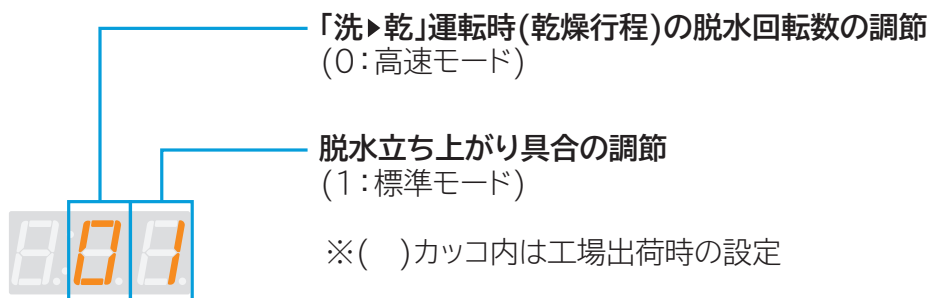 「洗▶乾」運転時(乾燥行程)の脱水回転数の調節
(0：高速モード)
脱水立ち上がり具合の調節
(1：標準モード)
01
※(　)カッコ内は工場出荷時の設定